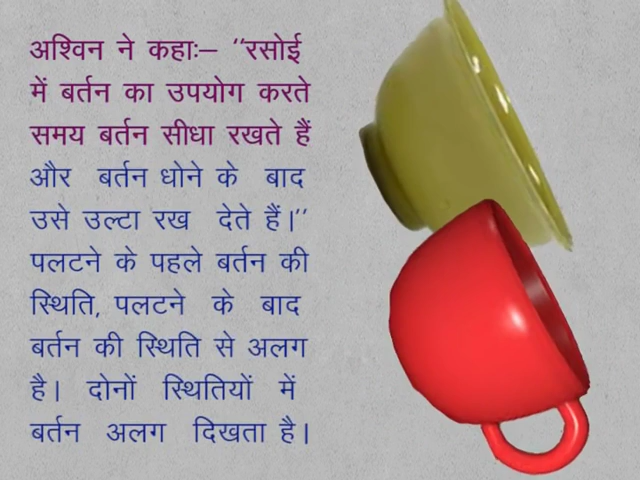 अश्विन ने कहाः– ‘‘रसोई
में बर्तन का उपयोग करते
समय बर्तन सीधा रखते हैं
और बर्तन धोने के बाद
उसे उल्टा रख देते हैं।’’
पलटने के पहले बर्तन की
स्थिति, पलटने के बाद
बर्तन की स्थिति से अलग
है। दोनों स्थितियों में
बर्तन अलग दिखता है।